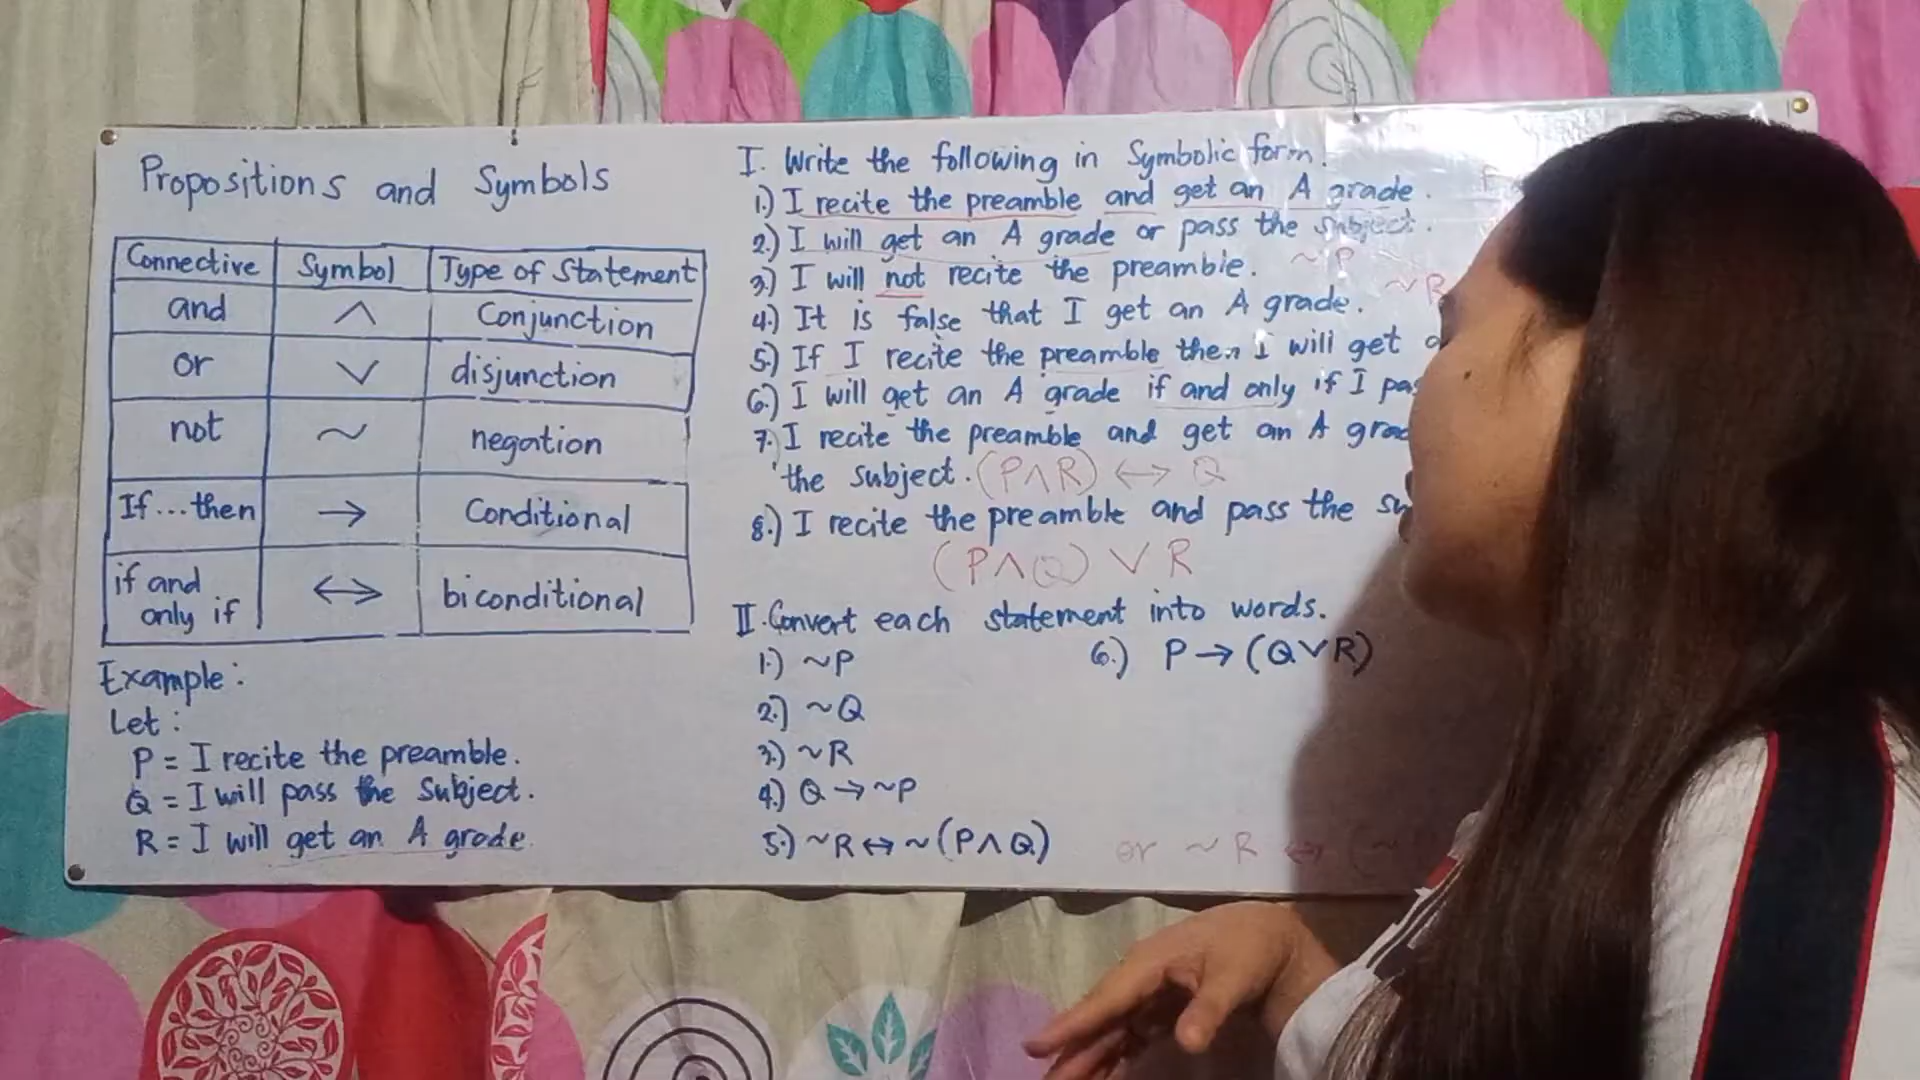 Propositions and Symbols
Connective Symbol Type of Statement
and ∧ Conjunction
or ∨ disjunction
not ~ negation
If...then → Conditional
if and only if ↔ biconditional
Example:
Let:
P = I recite the preamble.
Q = I will pass the Subject.
R = I will get an A grade.
I. Write the following in Symbolic form.
1.) I recite the preamble and get an A grade.
2.) I will get an A grade or pass the subject.
3.) I will not recite the preamble. ~P
~R
4.) It is false that I get an A grade.
5.) If I recite the preamble then I will get
6.) I will get an A grade if and only if I
7.) I recite the preamble and get an A
the subject. (P∧R) ↔ Q
8.) I recite the preamble and pass the
(P∧Q) ∨ R
II. Convert each statement into words.
1.) ~P
2.) ~Q
3.) ~R
4.) Q → ~P
5.) ~R ↔ ~(P∧Q) or ~R ↔ (~
6.) P → (Q∨R)